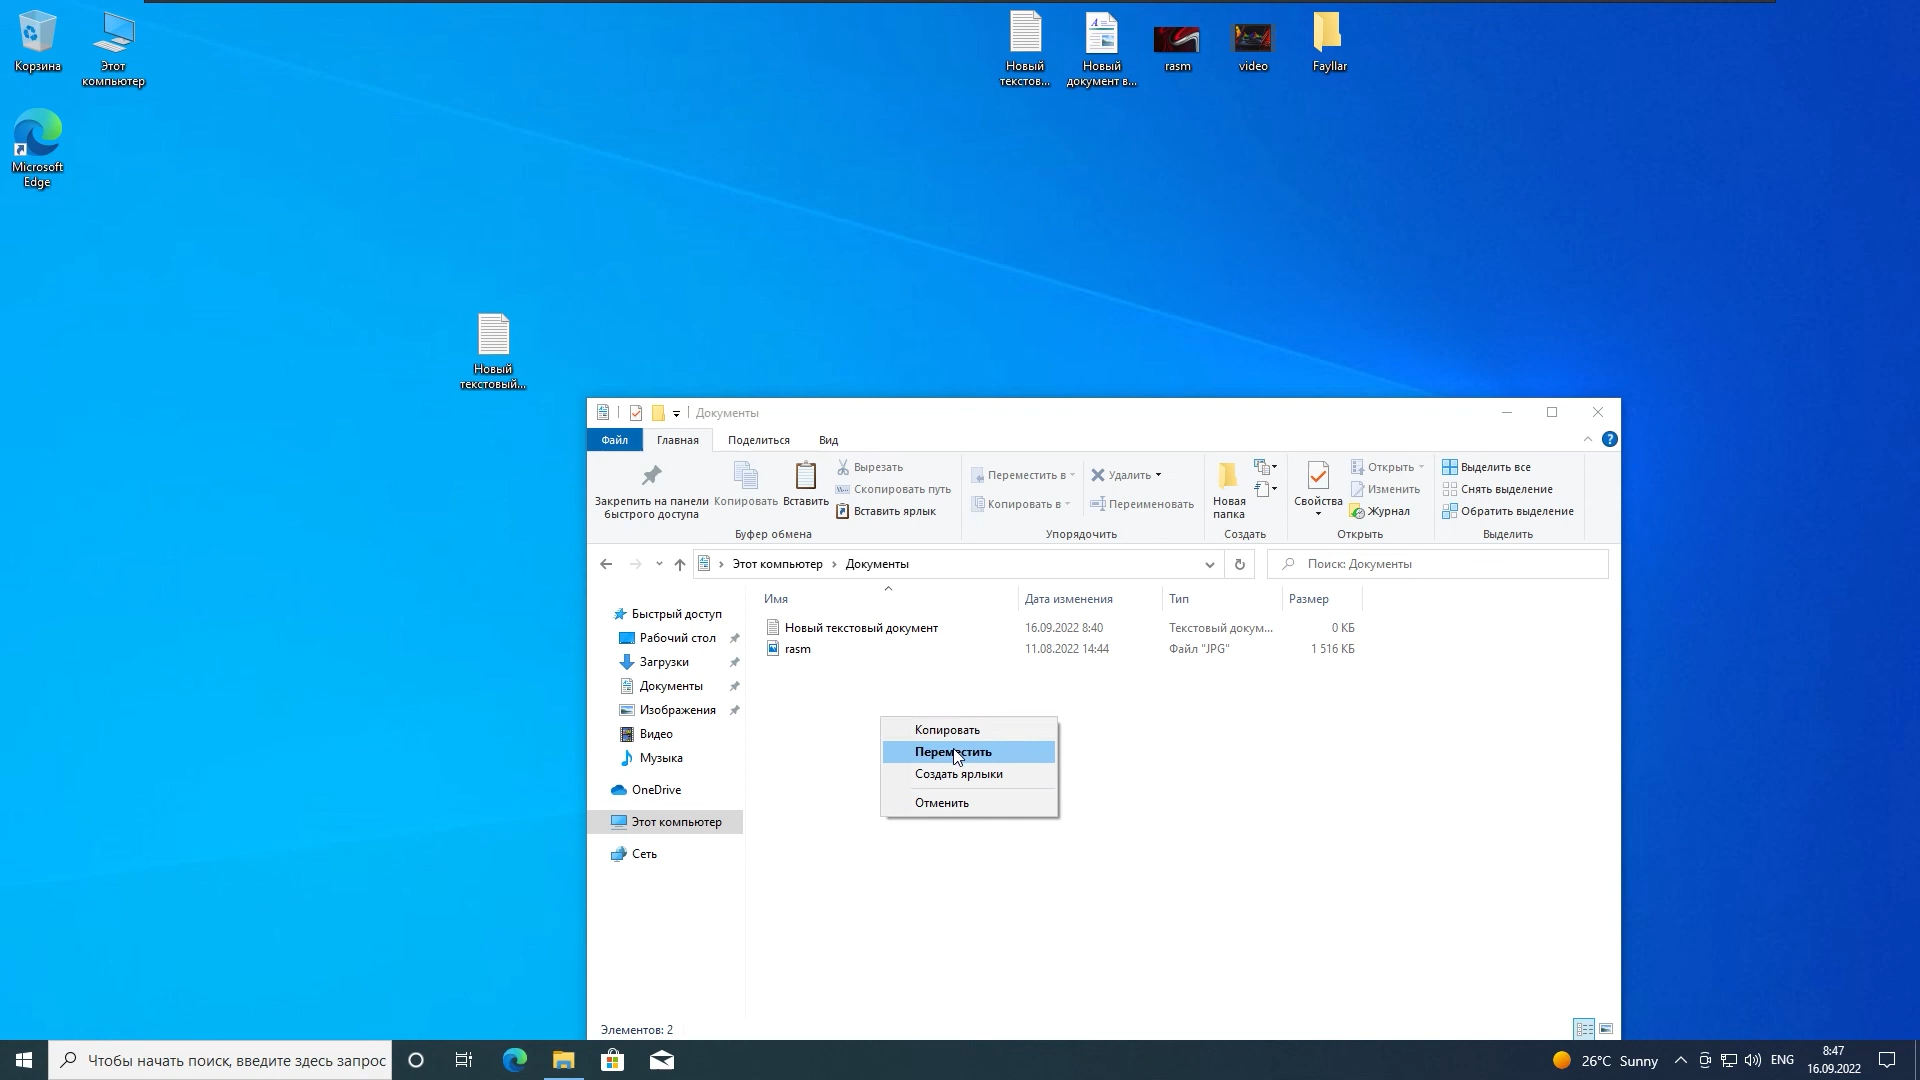 Корзина
Этот
компьютер
Microsoft
Edge
Новый
текстов...
Новый
документ в...
rasm
video
Fayllar
Новый
текстовый...
Документы
Файл
Главная
Поделиться
Вид
Закрепить на панели
быстрого доступа
Копировать
Вставить
Вырезать
Скопировать путь
Вставить ярлык
Буфер обмена
Переместить в
Копировать в
Удалить
Переименовать
Упорядочить
Новая
папка
Создать
Свойства
Открыть
Изменить
Журнал
Открыть
Выделить все
Снять выделение
Обратить выделение
Выделить
Этот компьютер
Документы
Поиск: Документы
Имя
Дата изменения
Тип
Размер
Новый текстовый документ
16.09.2022 8:40
Текстовый докум...
0 КБ
rasm
11.08.2022 14:44
Файл "JPG"
1 516 КБ
Быстрый доступ
Рабочий стол
Загрузки
Документы
Изображения
Видео
Музыка
OneDrive
Этот компьютер
Сеть
Копировать
Переместить
Создать ярлыки
Отменить
Элементов: 2
Чтобы начать поиск, введите здесь запрос
26°C Sunny
ENG
8:47
16.09.2022